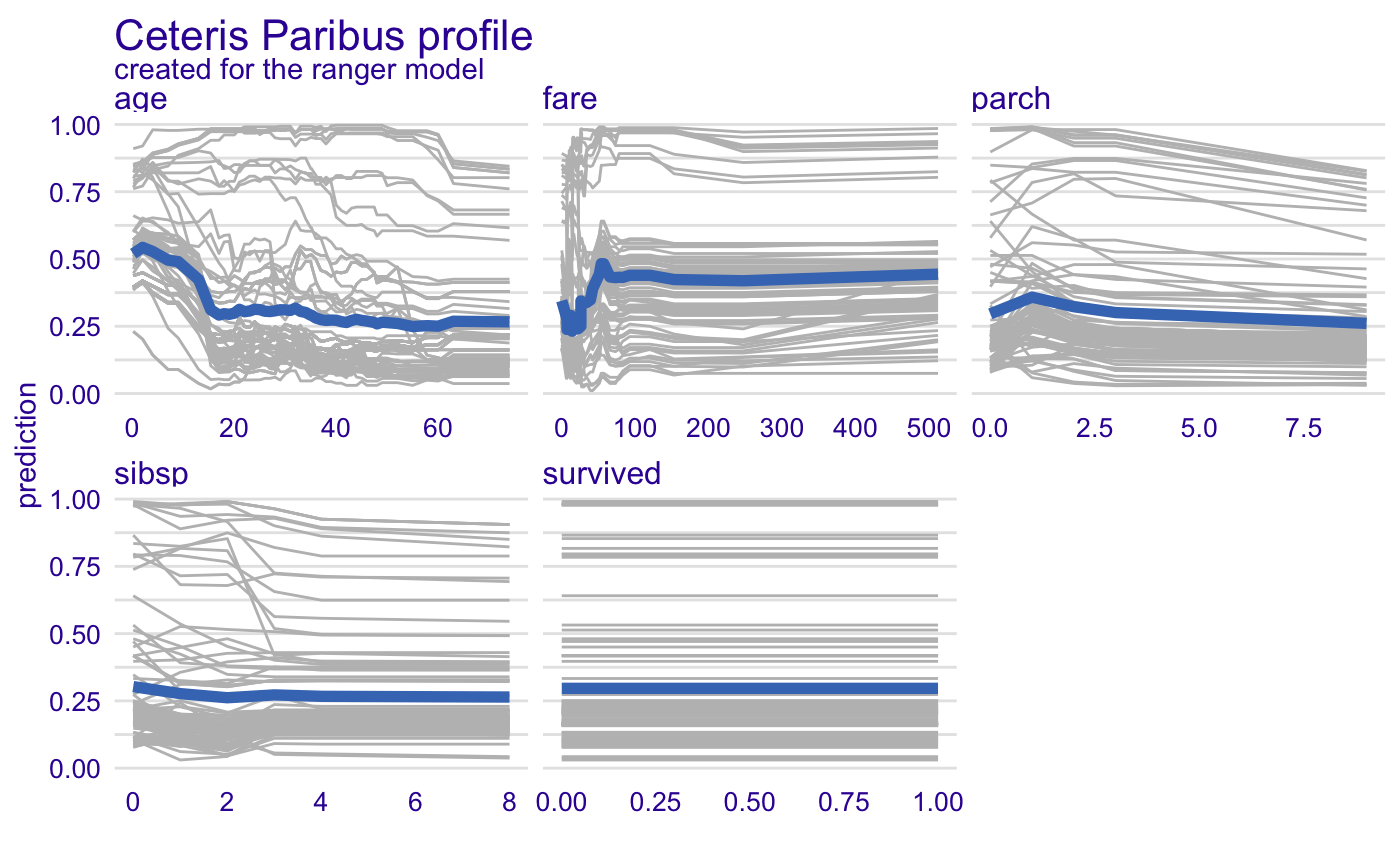 Ceteris Paribus profile
created for the ranger model
age fare parch
1.00
0.75
0.50
0.25
0.00
0 20 40 60 0 100 200 300 400 500 0.0 2.5 5.0 7.5
prediction
sibsp survived
1.00
0.75
0.50
0.25
0.00
0 2 4 6 8 0.00 0.25 0.50 0.75 1.00